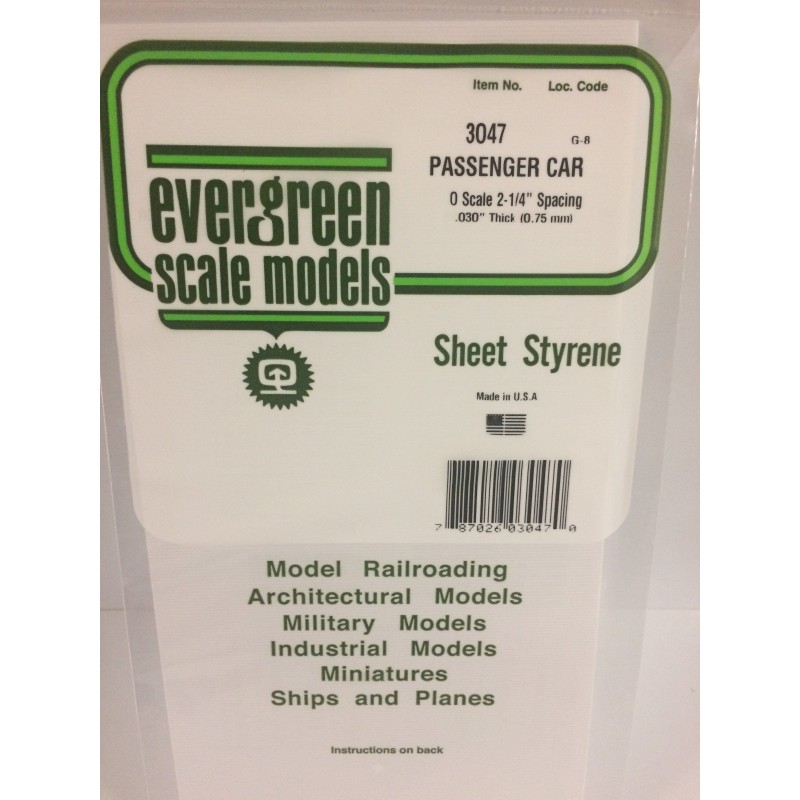 Item No. Loc. Code
3047 G-8
PASSENGER CAR
O Scale 2-1/4" Spacing
.030" Thick (0.75 mm)
evergreen
scale models
Sheet Styrene
Made in U.S.A
7 87026 03047 0
Model Railroading
Architectural Models
Military Models
Industrial Models
Miniatures
Ships and Planes
Instructions on back